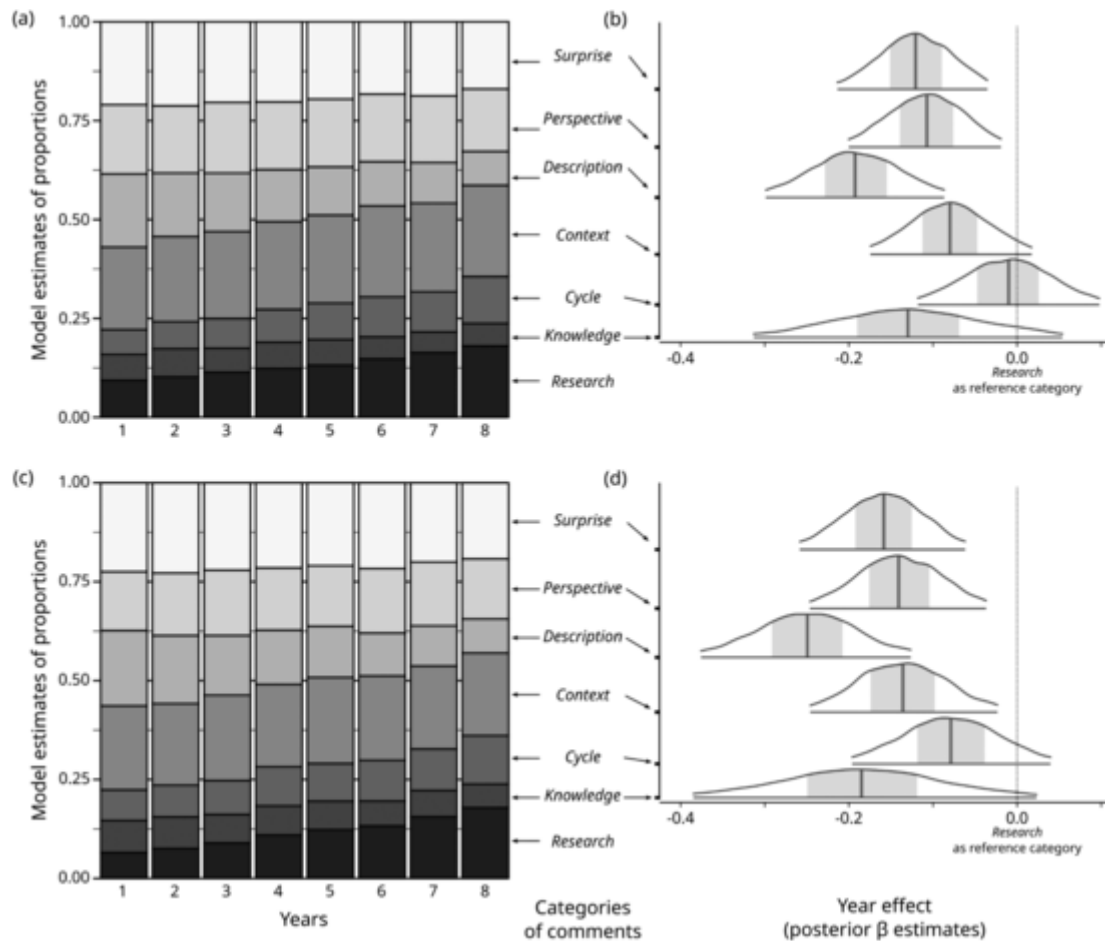 (a)
Model estimates of proportions
1.00
0.75
0.50
0.25
0.00
1 2 3 4 5 6 7 8
Surprise
Perspective
Description
Context
Cycle
Knowledge
Research
(b)
-0.4 -0.2 0.0
Research
as reference category
(c)
Model estimates of proportions
1.00
0.75
0.50
0.25
0.00
1 2 3 4 5 6 7 8
Years
Surprise
Perspective
Description
Context
Cycle
Knowledge
Research
Categories
of comments
(d)
-0.4 -0.2 0.0
Research
as reference category
Year effect
(posterior β estimates)